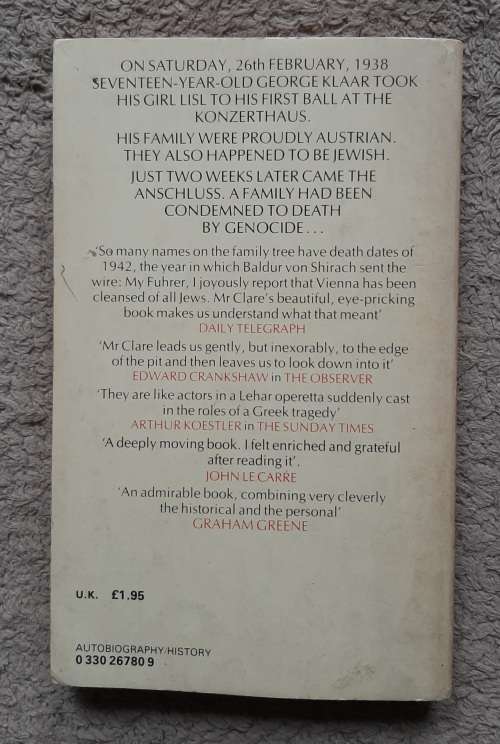 ON SATURDAY, 26th FEBRUARY, 1938
SEVENTEEN-YEAR-OLD GEORGE KLAAR TOOK
HIS GIRL LISL TO HIS FIRST BALL AT THE
KONZERTHAUS.
HIS FAMILY WERE PROUDLY AUSTRIAN.
THEY ALSO HAPPENED TO BE JEWISH.
JUST TWO WEEKS LATER CAME THE
ANSCHLUSS. A FAMILY HAD BEEN
CONDEMNED TO DEATH
BY GENOCIDE...
'So many names on the family tree have death dates of
1942, the year in which Baldur von Shirach sent the
wire: My Fuhrer, I joyously report that Vienna has been
cleansed of all Jews. Mr Clare's beautiful, eye-pricking
book makes us understand what that meant'
DAILY TELEGRAPH
'Mr Clare leads us gently, but inexorably, to the edge
of the pit and then leaves us to look down into it'
EDWARD CRANKSHAW in THE OBSERVER
'They are like actors in a Lehar operetta suddenly cast
in the roles of a Greek tragedy'
ARTHUR KOESTLER in THE SUNDAY TIMES
'A deeply moving book. I felt enriched and grateful
after reading it'.
JOHN LE CARRE
'An admirable book, combining very cleverly
the historical and the personal'
GRAHAM GREENE
U.K. £1.95
AUTOBIOGRAPHY/HISTORY
0 330 26780 9